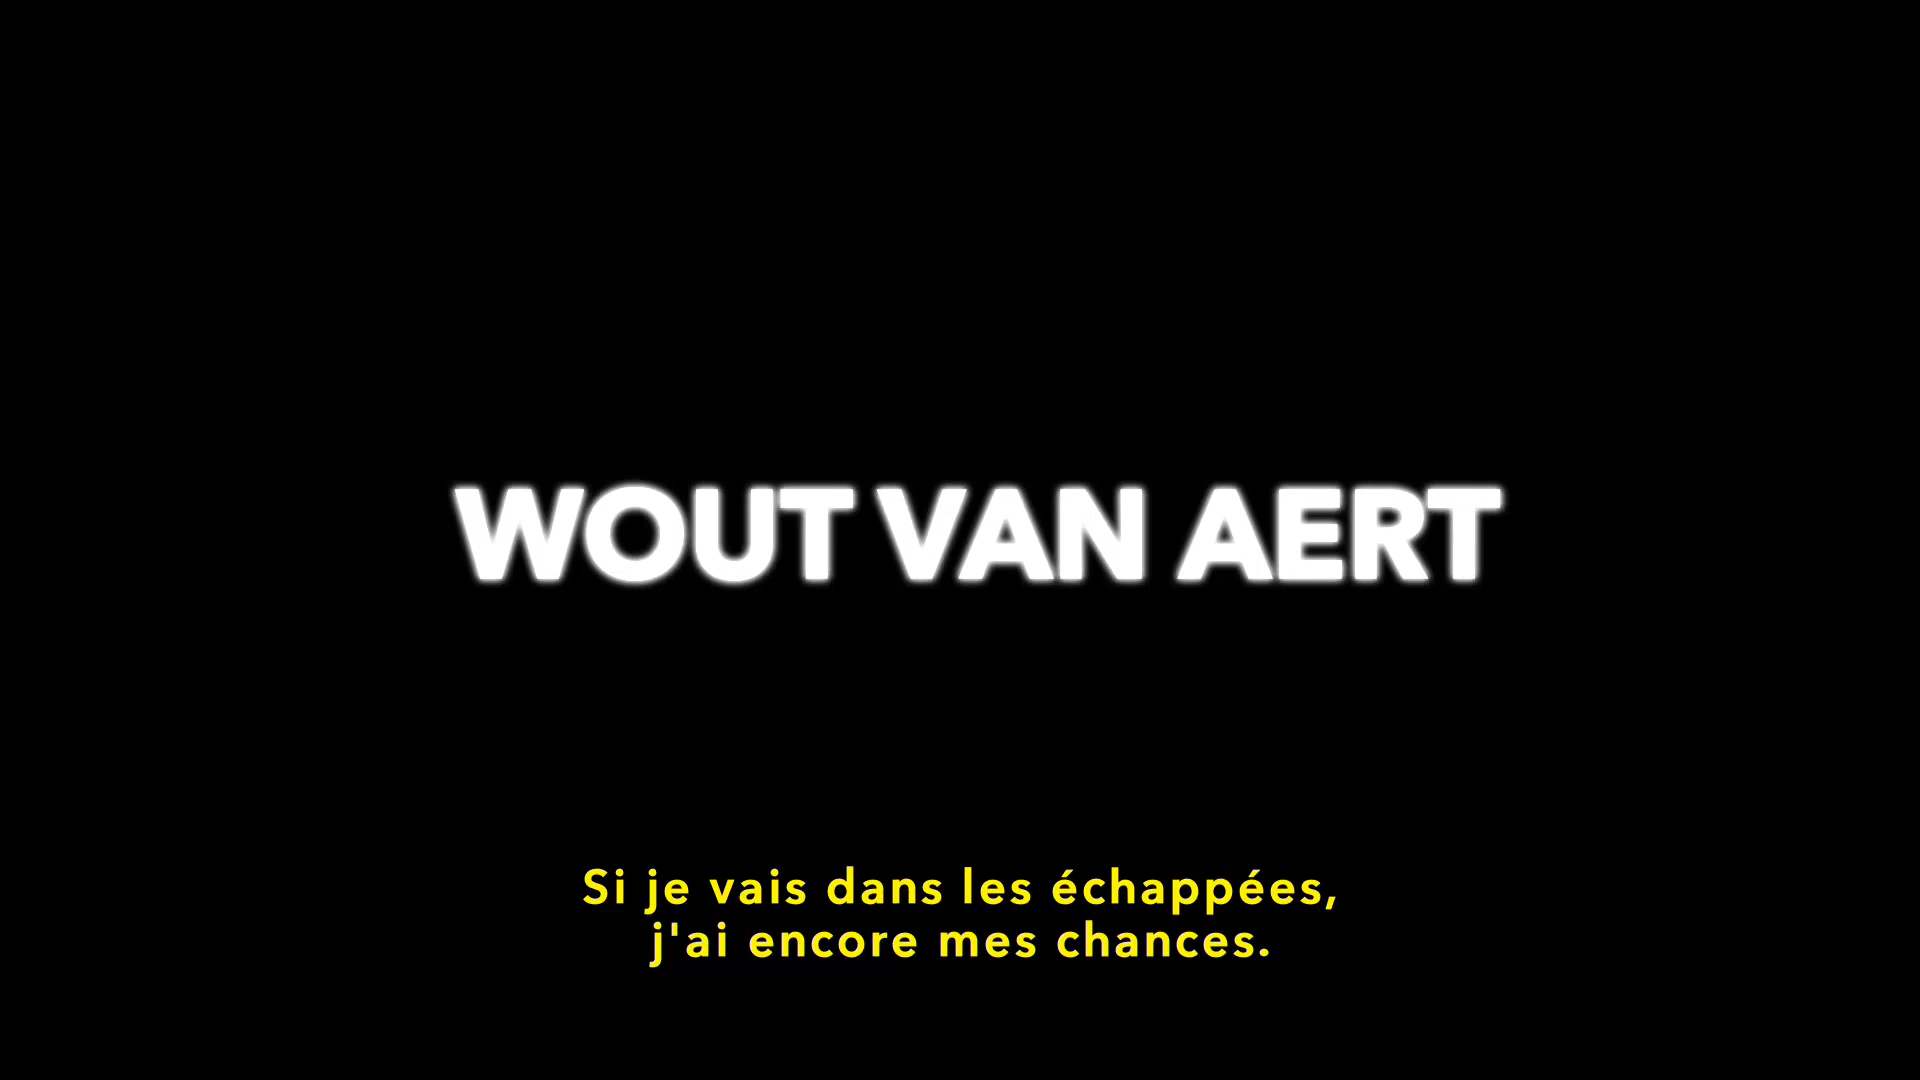 WOUT VAN AERT
Si je vais dans les échappées,
j'ai encore mes chances.